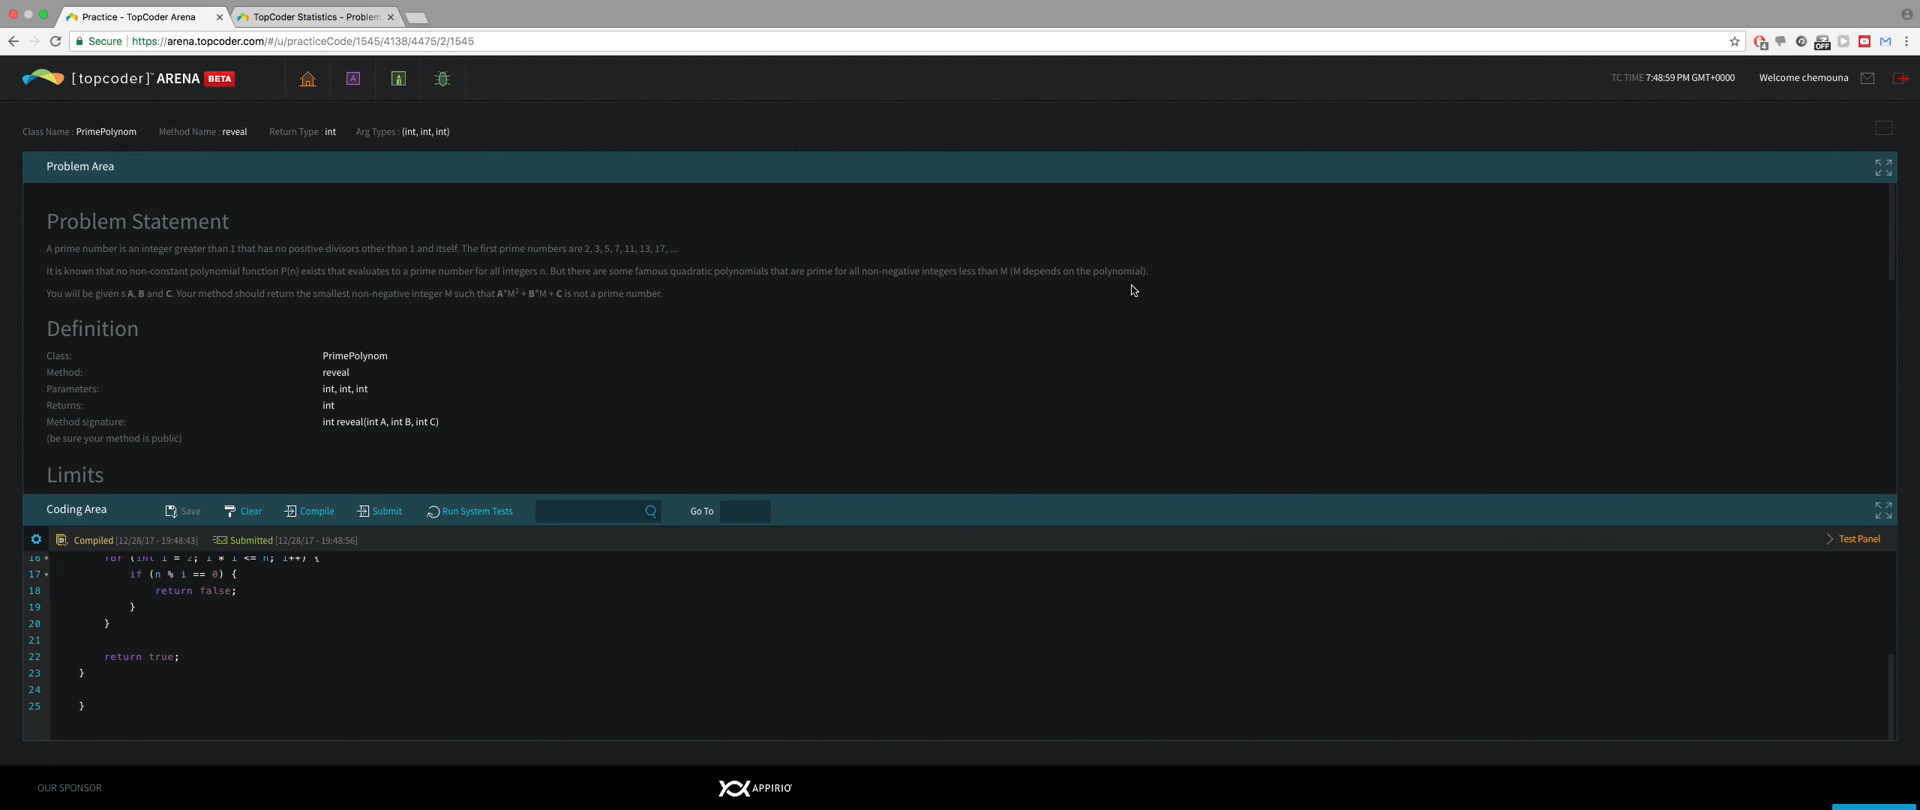 Practice - TopCoder Arena
TopCoder Statistics - Problem
Secure https://arena.topcoder.com/#/u/practiceCode/1545/4138/4475/2/1545
OFF
[topcoder]™ ARENA BETA
A
TC TIME 7:48:59 PM GMT+0000
Welcome chemouna
Class Name : PrimePolynom Method Name : reveal Return Type : int Arg Types : (int, int, int)
Problem Area
Problem Statement
A prime number is an integer greater than 1 that has no positive divisors other than 1 and itself. The first prime numbers are 2, 3, 5, 7, 11, 13, 17, ...
It is known that no non-constant polynomial function P(n) exists that evaluates to a prime number for all integers n. But there are some famous quadratic polynomials that are prime for all non-negative integers less than M (M depends on the polynomial).
You will be given s A, B and C. Your method should return the smallest non-negative integer M such that A*M² + B*M + C is not a prime number.
Definition
Class: PrimePolynom
Method: reveal
Parameters: int, int, int
Returns: int
Method signature: int reveal(int A, int B, int C)
(be sure your method is public)
Limits
Coding Area Save Clear Compile Submit Run System Tests Go To
Compiled [12/28/17 - 19:48:43] Submitted [12/28/17 - 19:48:56] Test Panel
16 for (int i = 2; i * i <= n; i++) {
17 if (n % i == 0) {
18 return false;
19 }
20 }
21
22 return true;
23 }
24
25 }
OUR SPONSOR
APPIRIO